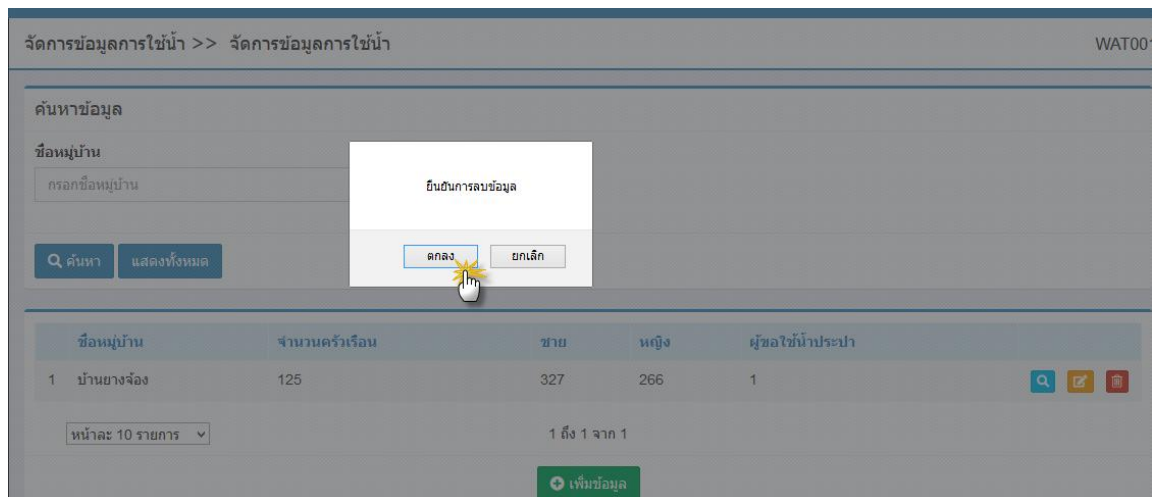 จัดการข้อมูลการใช้น้ำ >> จัดการข้อมูลการใช้น้ำ WAT001
ค้นหาข้อมูล
ชื่อหมู่บ้าน
กรอกชื่อหมู่บ้าน
ยืนยันการลบข้อมูล
ตกลง ยกเลิก
ค้นหา แสดงทั้งหมด
ชื่อหมู่บ้าน จำนวนครัวเรือน ชาย หญิง ผู้ขอใช้น้ำประปา
1 บ้านยางจ้อง 125 327 266 1
หน้าละ 10 รายการ 1 ถึง 1 จาก 1
เพิ่มข้อมูล